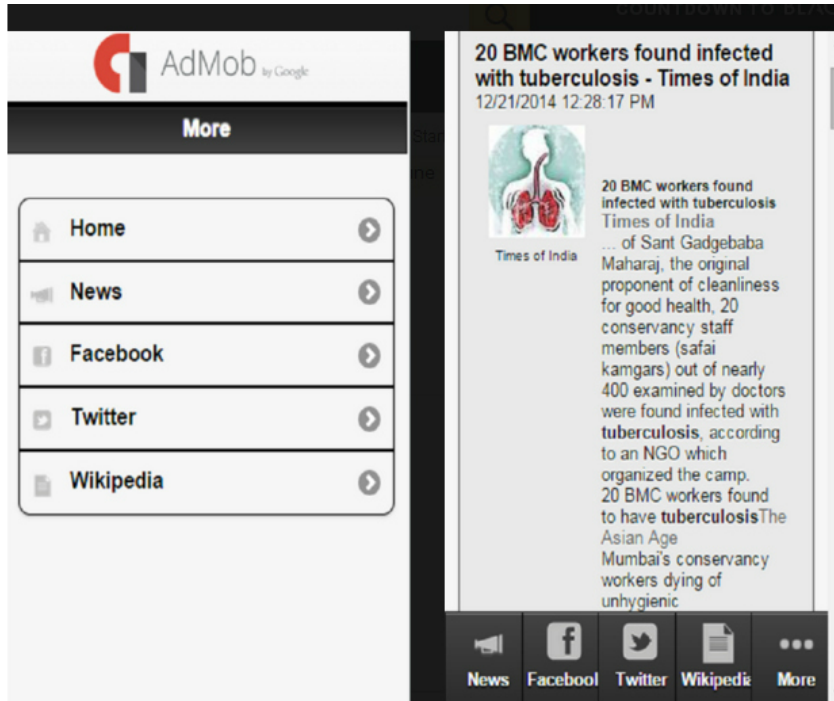 COUNTDOWN TO BLAC
AdMob by Google
More
Home
News
Facebook
Twitter
Wikipedia
20 BMC workers found infected
with tuberculosis - Times of India
12/21/2014 12:28:17 PM
Times of India
20 BMC workers found
infected with tuberculosis
Times of India
... of Sant Gadgebaba
Maharaj, the original
proponent of cleanliness
for good health, 20
conservancy staff
members (safai
kamgars) out of nearly
400 examined by doctors
were found infected with
tuberculosis, according
to an NGO which
organized the camp.
20 BMC workers found
to have tuberculosisThe
Asian Age
Mumbai's conservancy
workers dying of
unhygienic
News
Facebool
Twitter
Wikipedia
More